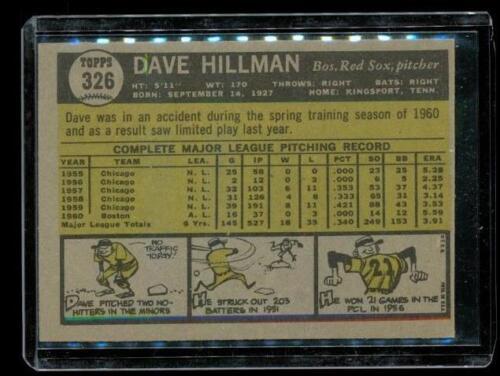 TOPPS
326
DAVE HILLMAN
Bos. Red Sox, pitcher
HT: 5'11" WT: 170 THROWS: RIGHT BATS: RIGHT
BORN: SEPTEMBER 14, 1927 HOME: KINGSPORT, TENN.
Dave was in an accident during the spring training season of 1960
and as a result saw limited play last year.
COMPLETE MAJOR LEAGUE PITCHING RECORD
YEAR TEAM LEA. G IP W L PCT SO BB ERA
1955 Chicago N. L. 25 58 0 0 .000 23 25 5.28
1956 Chicago N. L. 2 12 0 2 .000 6 5 2.25
1957 Chicago N. L. 32 103 6 11 .353 53 37 4.37
1958 Chicago N. L. 31 126 4 8 .333 65 31 3.14
1959 Chicago N. L. 39 191 8 11 .421 88 43 3.53
1960 Boston A. L. 16 37 0 3 .000 14 12 5.59
Major League Totals 6 Yrs. 145 527 18 35 .340 249 153 3.91
NO TRAFFIC TODAY.
DAVE PITCHED TWO NO-
HITTERS IN THE MINORS
HE STRUCK OUT 203
BATTERS IN 1951
21
HE WON 21 GAMES IN THE
PCL IN 1956